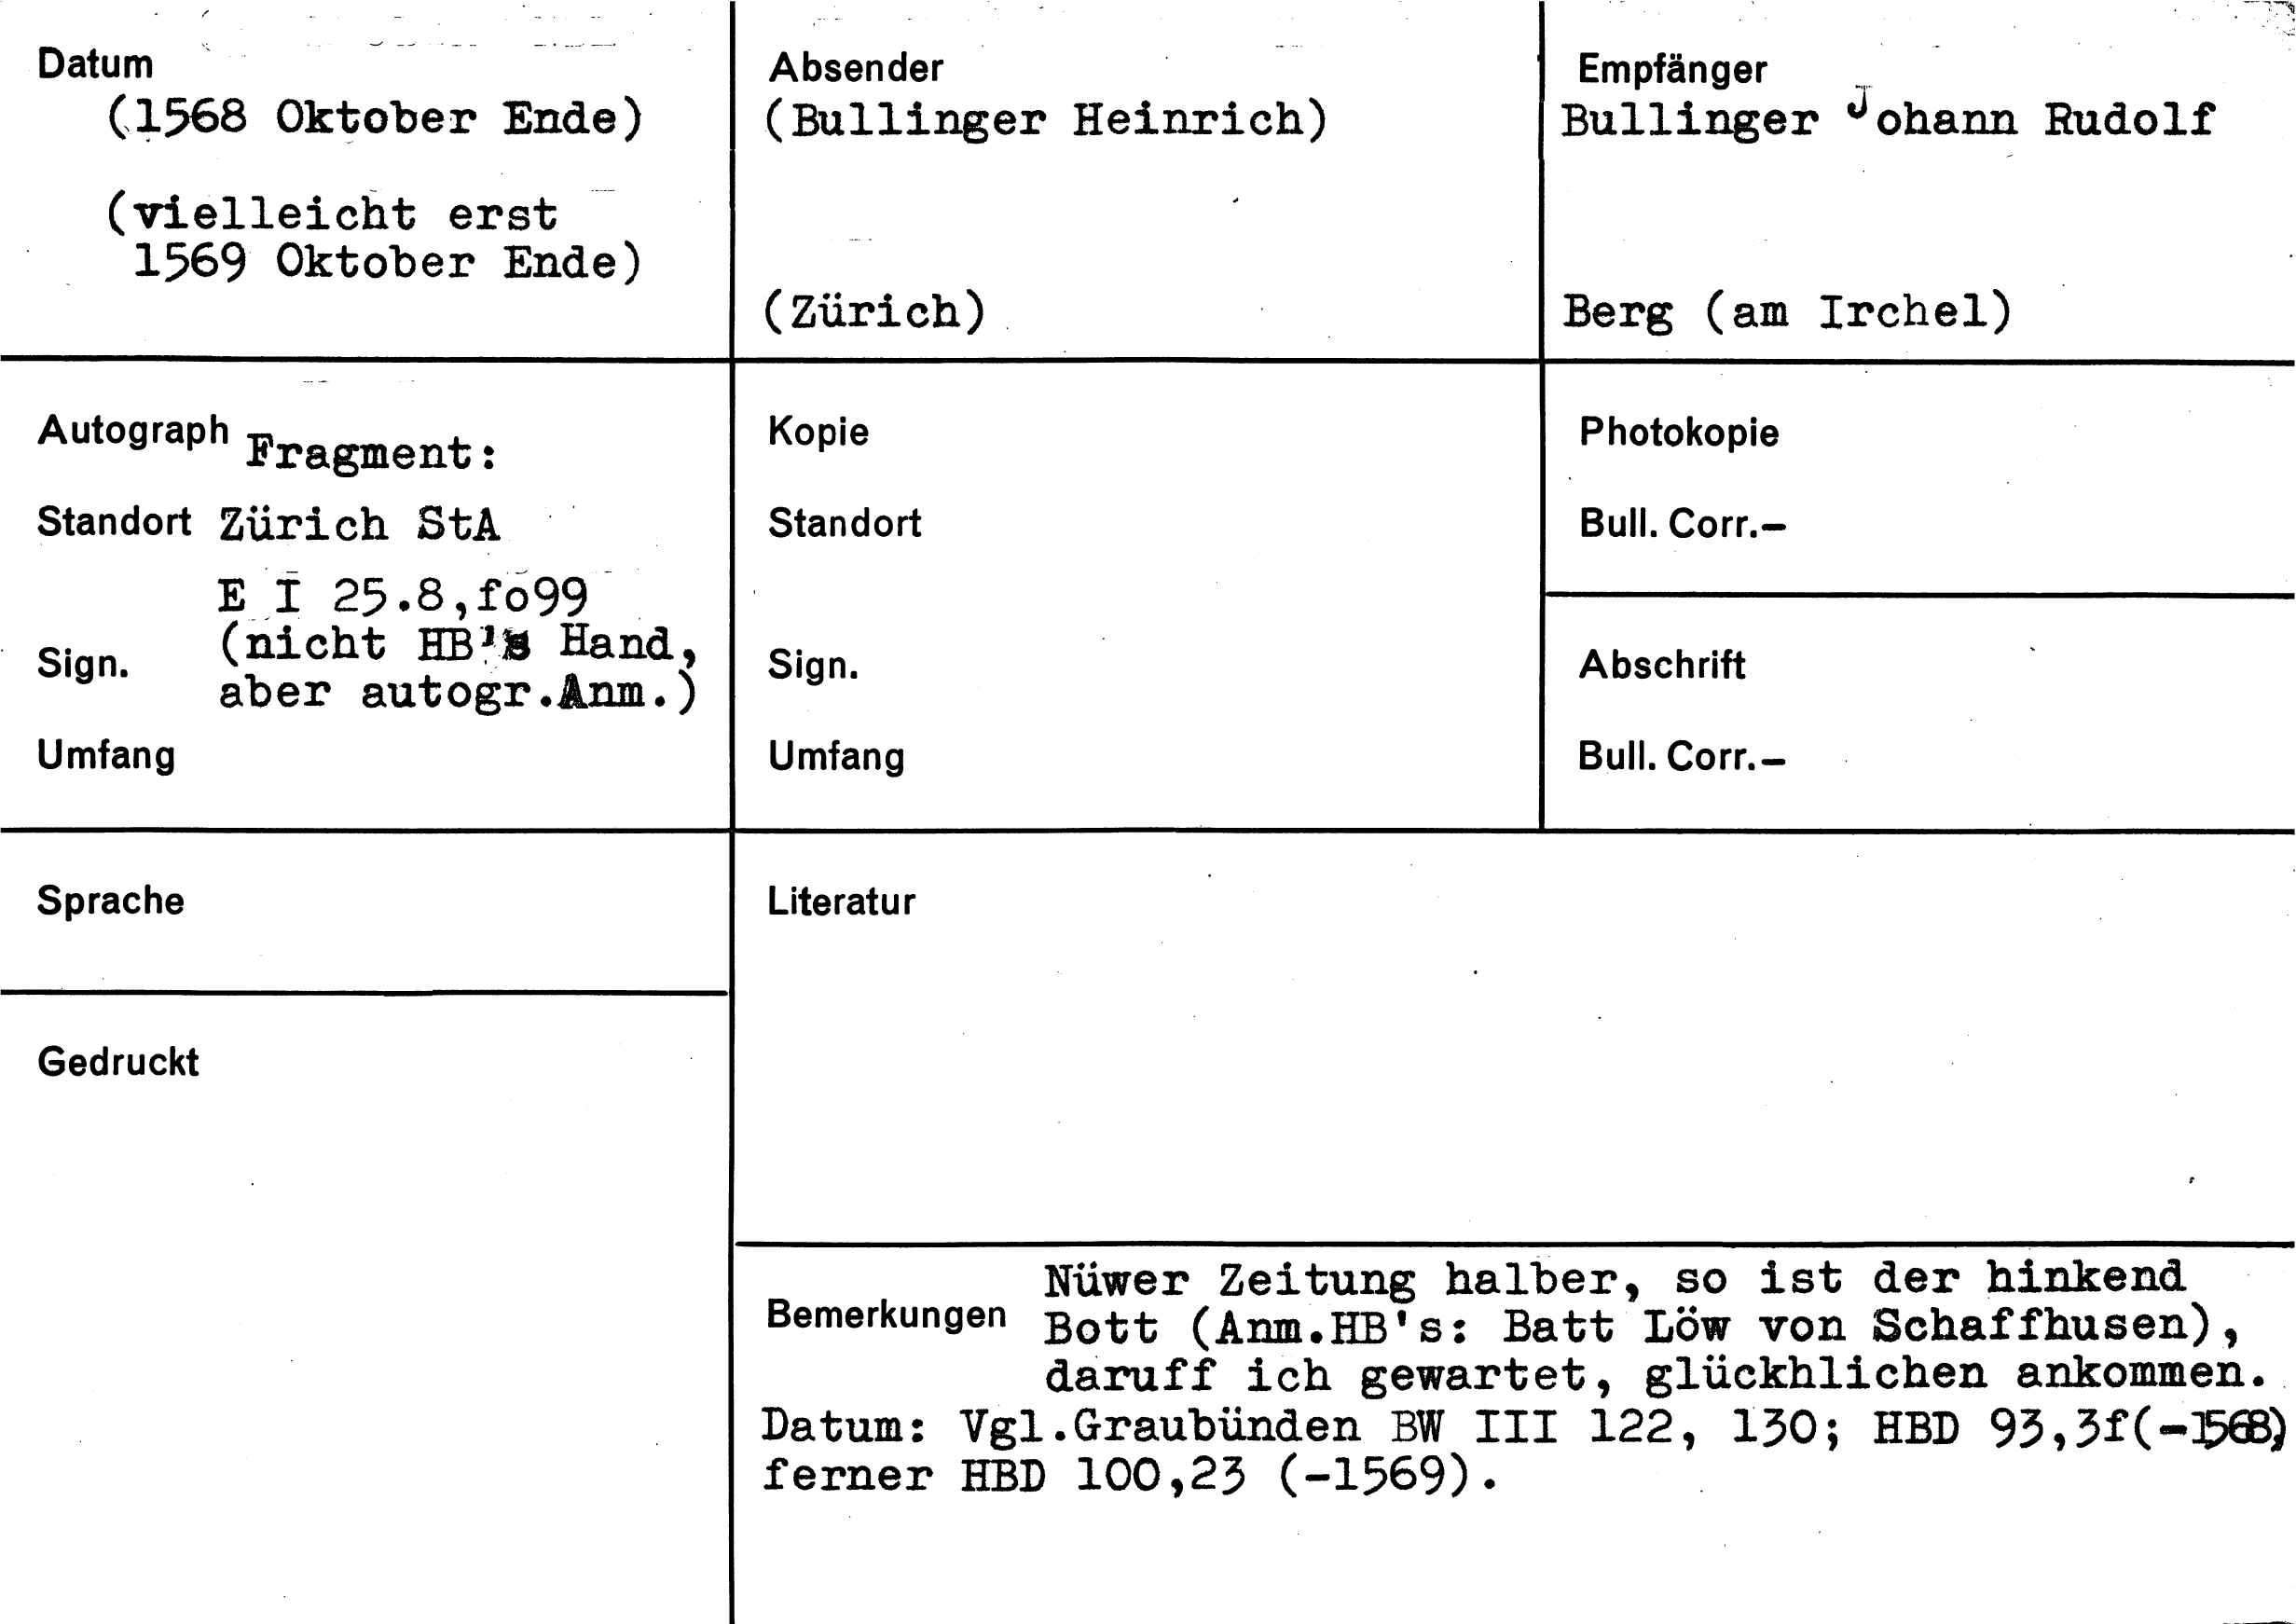 Datum
(1568 Oktober Ende)
(vielleicht erst
1569 Oktober Ende)
Absender
(Bullinger Heinrich)
(Zürich)
Empfänger
Bullinger Johann Rudolf
Berg (am Irchel)
Autograph Fragment:
Standort Zürich StA
E I 25.8,fo99
(nicht HB's Hand,
Sign.
aber autogr.Anm.)
Umfang
Kopie
Standort
Sign.
Umfang
Photokopie
Bull. Corr.–
Abschrift
Bull. Corr.–
Sprache
Gedruckt
Literatur
Bemerkungen
Nüwer Zeitung halber, so ist der hinkend
Bott (Anm.HB's: Batt Löw von Schaffhusen),
daruff ich gewartet, glückhlichen ankommen.
Datum: Vgl.Graubünden BW III 122, 130; HBD 93,3f(-1568)
ferner HBD 100,23 (-1569).